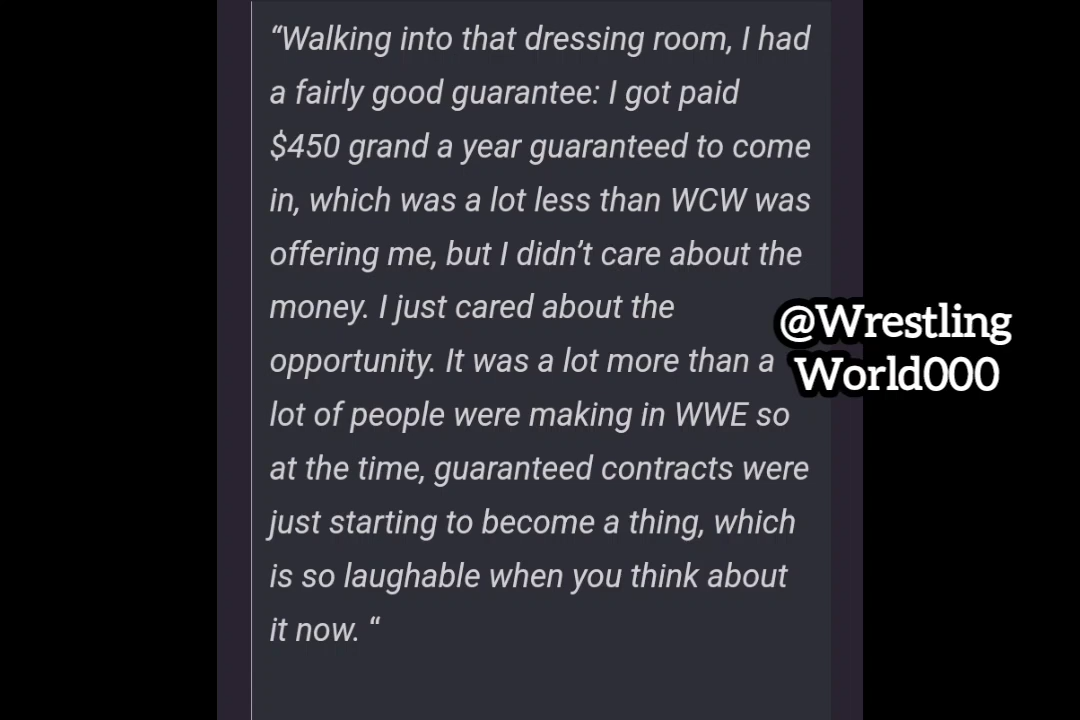 “Walking into that dressing room, I had
a fairly good guarantee: I got paid
$450 grand a year guaranteed to come
in, which was a lot less than WCW was
offering me, but I didn’t care about the
money. I just cared about the
opportunity. It was a lot more than a
lot of people were making in WWE so
at the time, guaranteed contracts were
just starting to become a thing, which
is so laughable when you think about
it now. “
@Wrestling
World000